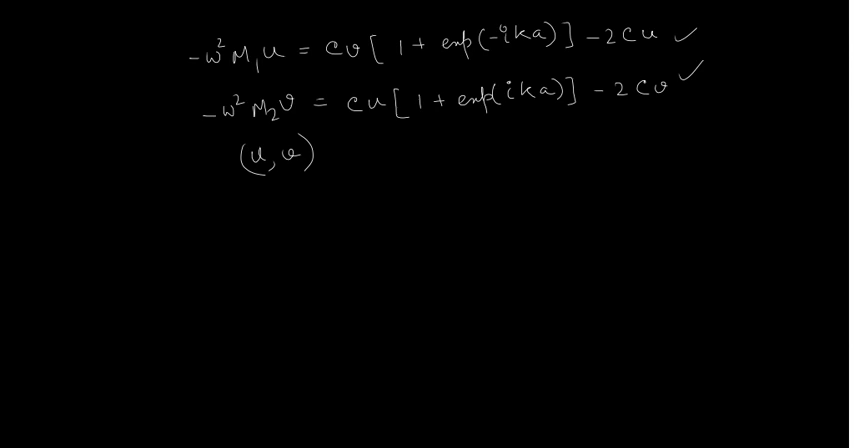 -ω²M₁u = Cv[1 + exp(-ika)] - 2Cu ✓
-ω²M₂v = Cu[1 + exp(ika)] - 2Cv ✓
(u, v)